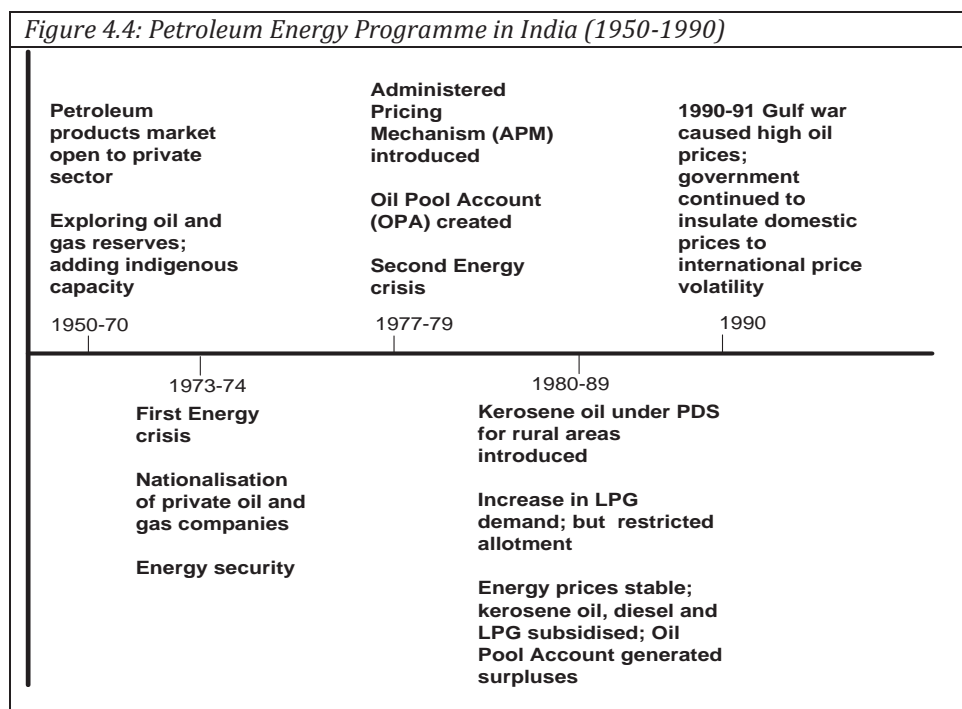 Figure 4.4: Petroleum Energy Programme in India (1950-1990)
Petroleum
products market
open to private
sector
Exploring oil and
gas reserves;
adding indigenous
capacity
1950-70
Administered
Pricing
Mechanism (APM)
introduced
Oil Pool Account
(OPA) created
Second Energy
crisis
1977-79
1990-91 Gulf war
caused high oil
prices;
government
continued to
insulate domestic
prices to
international price
volatility
1990
1973-74
First Energy
crisis
Nationalisation
of private oil and
gas companies
Energy security
1980-89
Kerosene oil under PDS
for rural areas
introduced
Increase in LPG
demand; but restricted
allotment
Energy prices stable;
kerosene oil, diesel and
LPG subsidised; Oil
Pool Account generated
surpluses